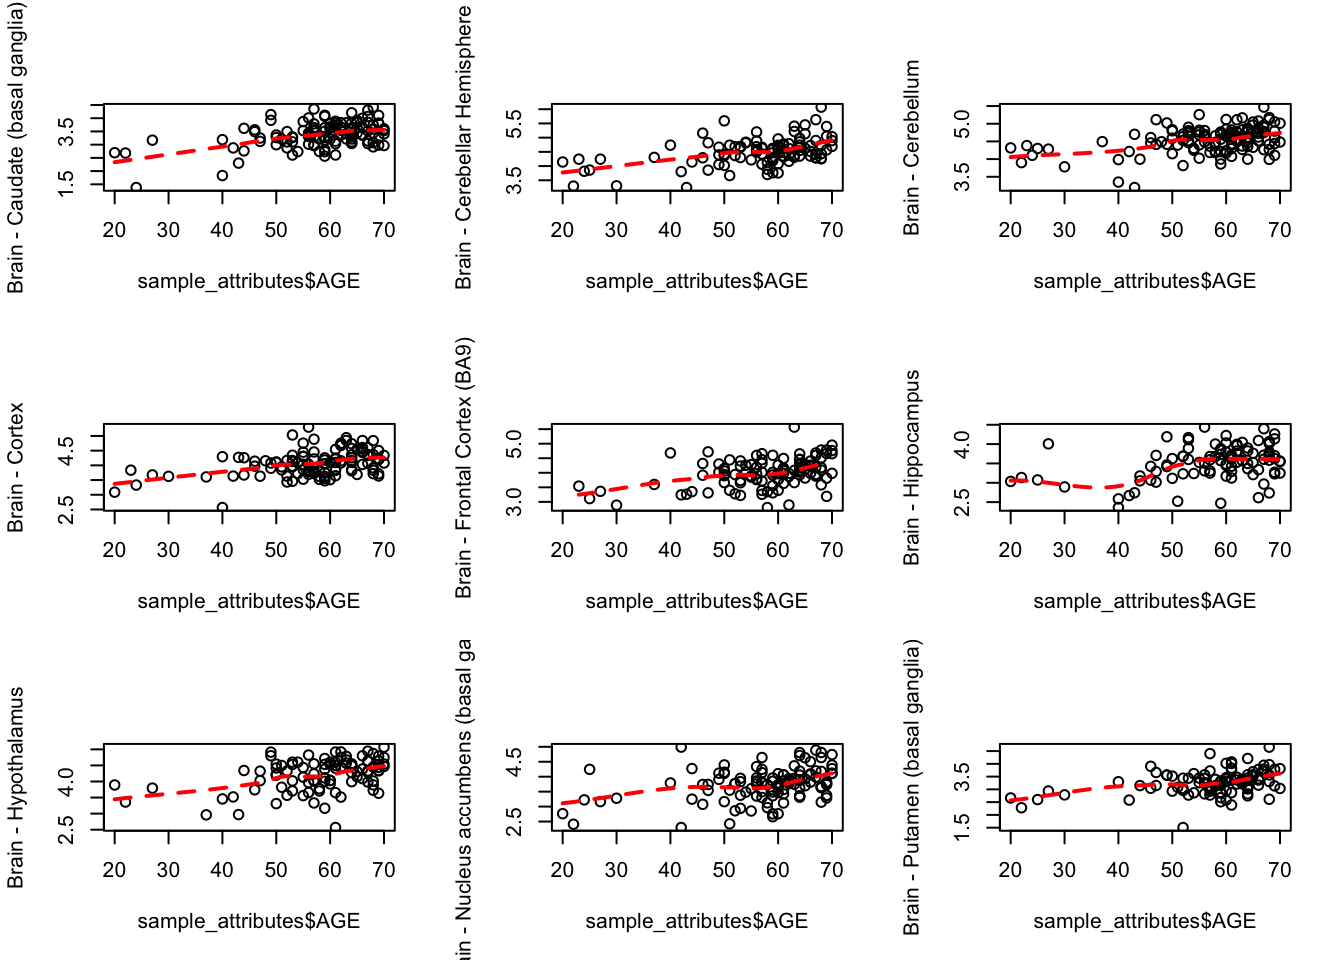 Brain - Caudate (basal ganglia)
3.5
1.5
20 30 40 50 60 70
sample_attributes$AGE
Brain - Cerebellar Hemisphere
5.5
3.5
20 30 40 50 60 70
sample_attributes$AGE
Brain - Cerebellum
5.0
3.5
20 30 40 50 60 70
sample_attributes$AGE
Brain - Cortex
4.5
2.5
20 30 40 50 60 70
sample_attributes$AGE
Brain - Frontal Cortex (BA9)
5.0
3.0
20 30 40 50 60 70
sample_attributes$AGE
Brain - Hippocampus
4.0
2.5
20 30 40 50 60 70
sample_attributes$AGE
Brain - Hypothalamus
4.0
2.5
20 30 40 50 60 70
sample_attributes$AGE
ain - Nucleus accumbens (basal ga
4.5
2.5
20 30 40 50 60 70
sample_attributes$AGE
Brain - Putamen (basal ganglia)
3.5
1.5
20 30 40 50 60 70
sample_attributes$AGE